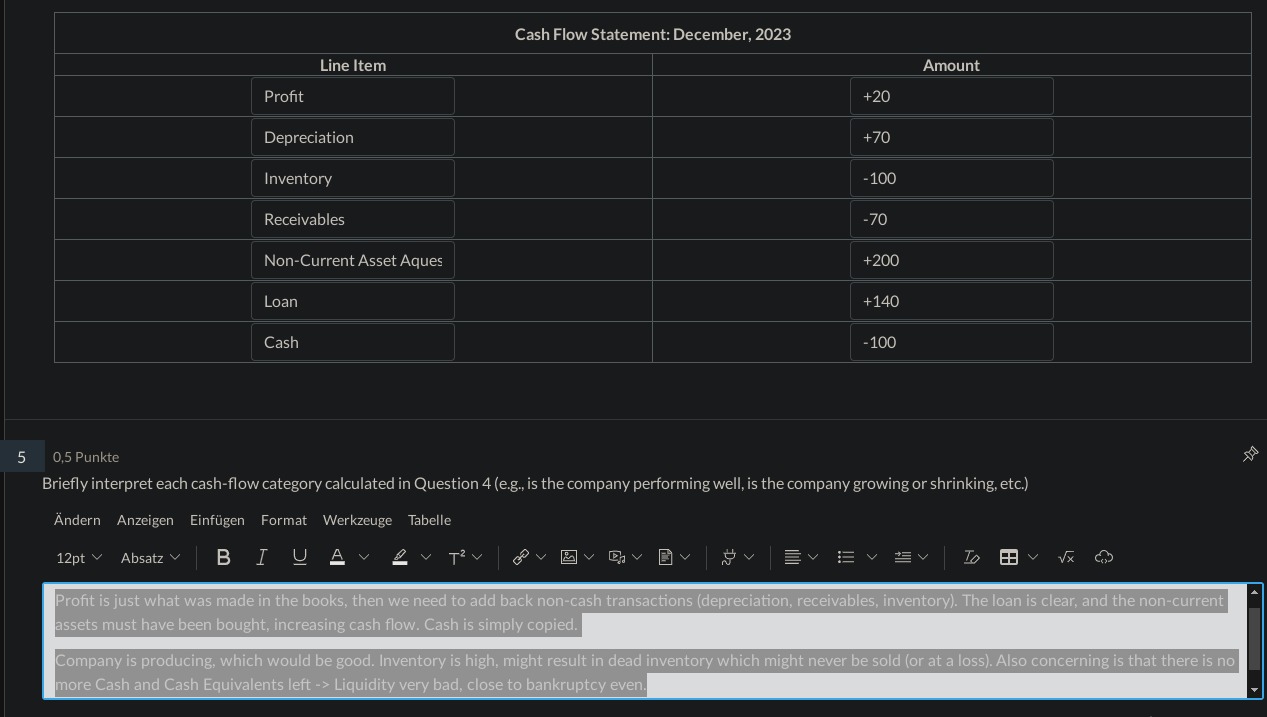 Cash Flow Statement: December, 2023
Line Item Amount
Profit +20
Depreciation +70
Inventory -100
Receivables -70
Non-Current Asset Aques +200
Loan +140
Cash -100
5 0,5 Punkte
Briefly interpret each cash-flow category calculated in Question 4 (e.g., is the company performing well, is the company growing or shrinking, etc.)
Ändern Anzeigen Einfügen Format Werkzeuge Tabelle
12pt Absatz B I U A T² √x
Profit is just what was made in the books, then we need to add back non-cash transactions (depreciation, receivables, inventory). The loan is clear, and the non-current
assets must have been bought, increasing cash flow. Cash is simply copied.
Company is producing, which would be good. Inventory is high, might result in dead inventory which might never be sold (or at a loss). Also concerning is that there is no
more Cash and Cash Equivalents left -> Liquidity very bad, close to bankruptcy even.